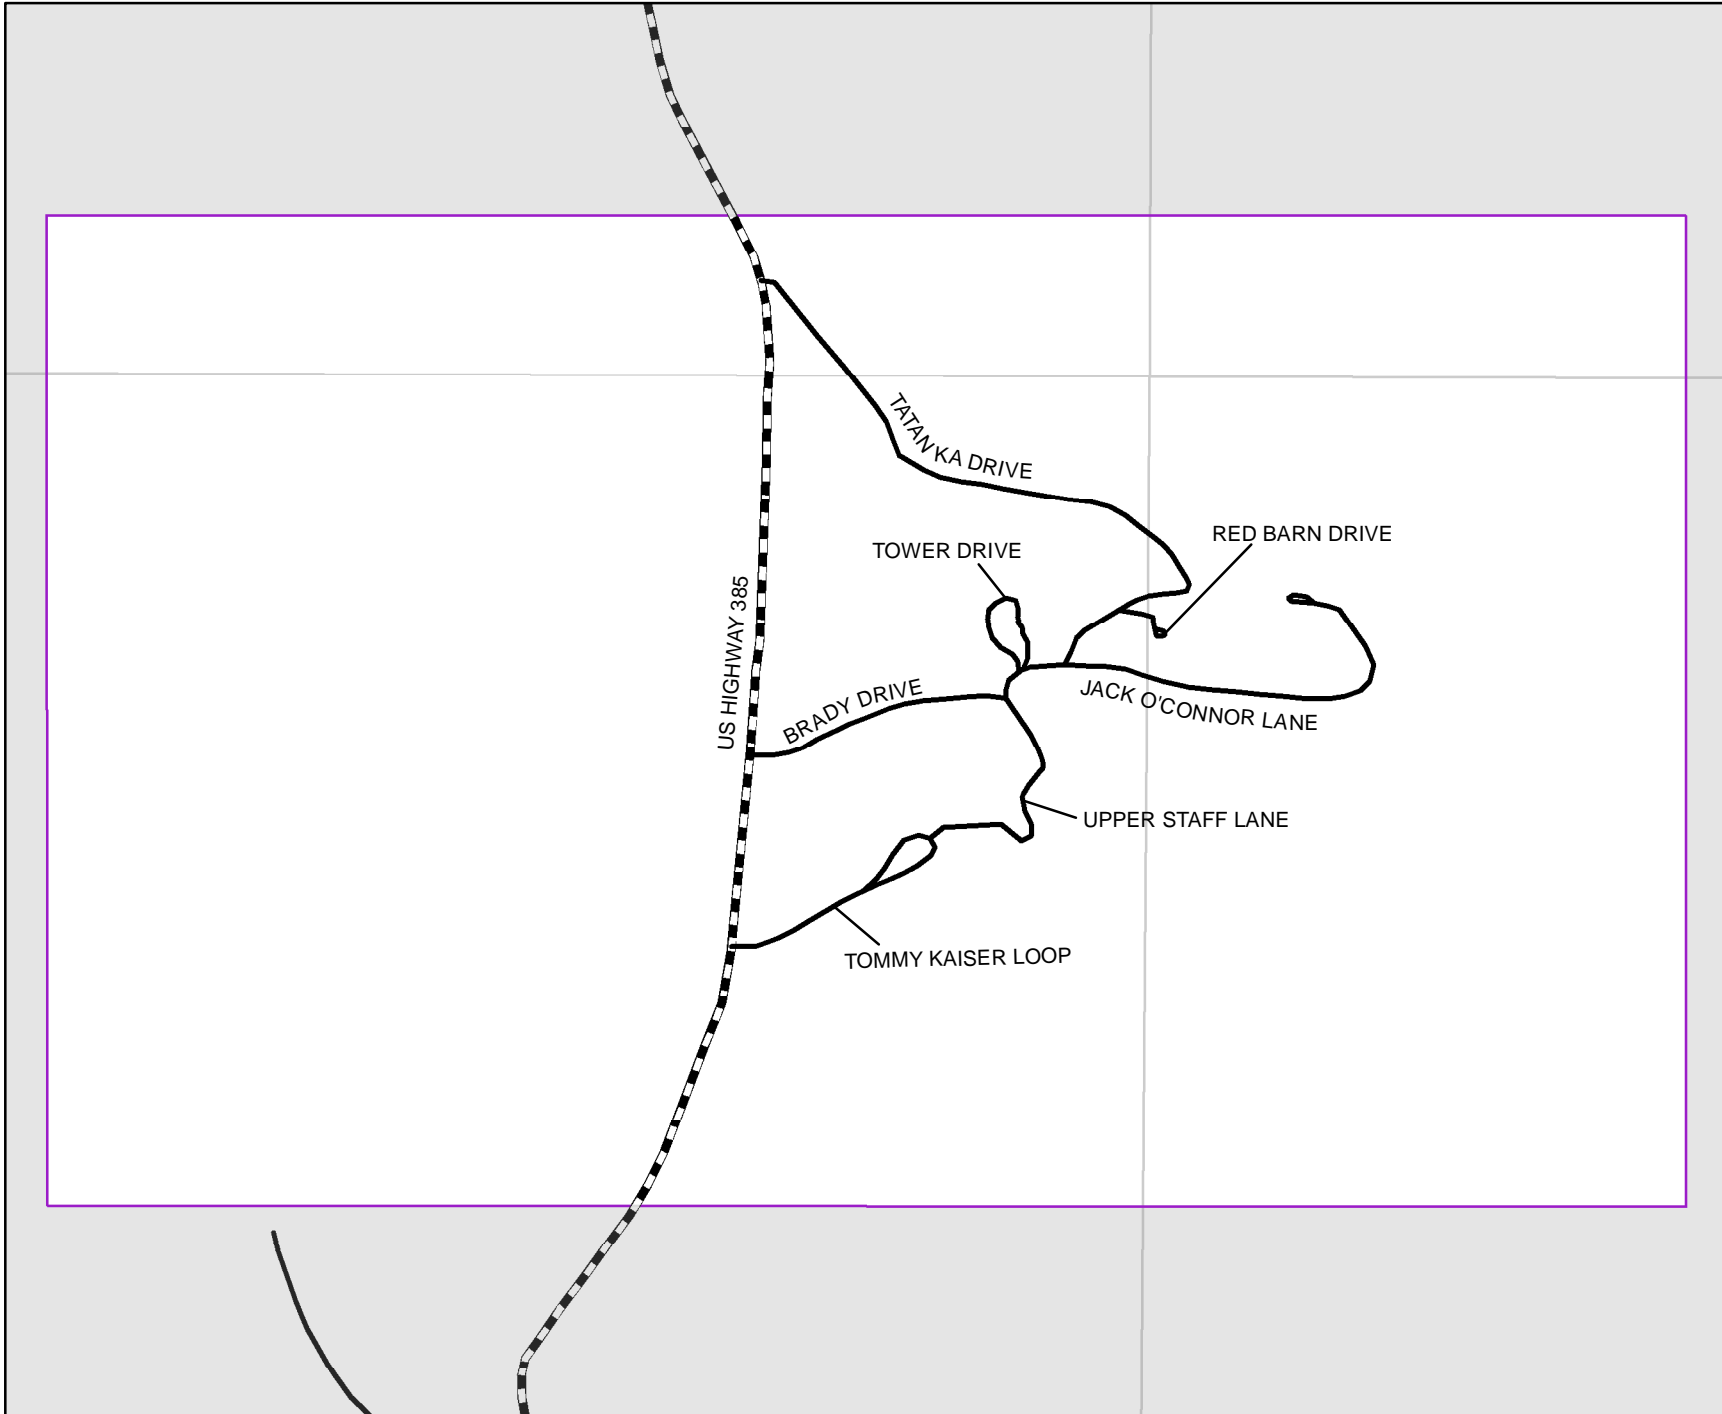 TATANKA DRIVE
RED BARN DRIVE
TOWER DRIVE
US HIGHWAY 385
BRADY DRIVE
JACK O'CONNOR LANE
UPPER STAFF LANE
TOMMY KAISER LOOP